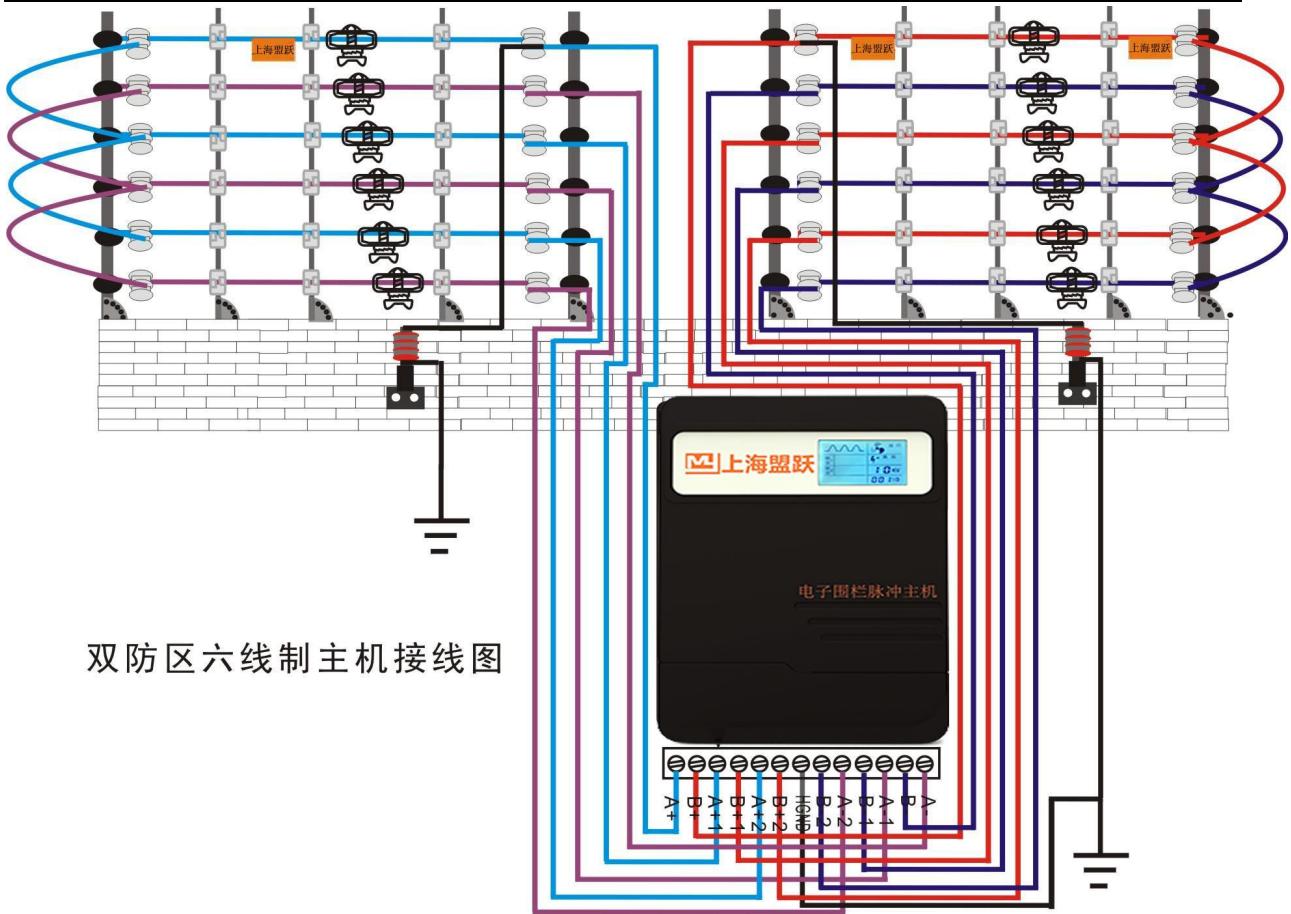 上海盟跃
上海盟跃
上海盟跃
上海盟跃
10 KV
电子围栏脉冲主机
双防区六线制主机接线图
A+
B+
A+1
B+1
A+2
B+2
HGND
B-2
A-2
B-1
A-1
B-
A-